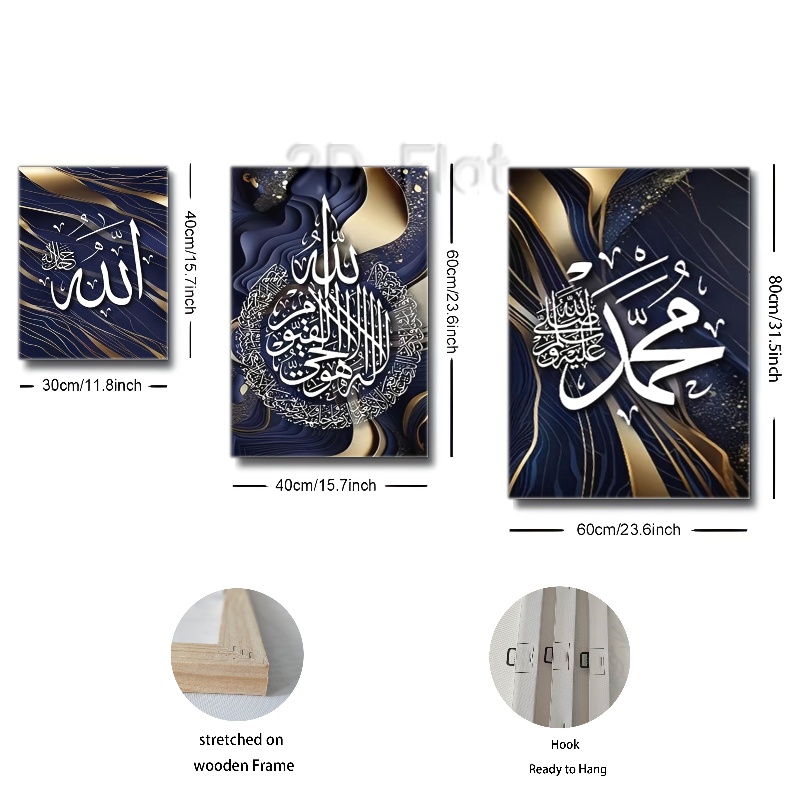 2D Flat
الله
جل جلاله
40cm/15.7inch
30cm/11.8inch
الله لا إله إلا هو الحي القيوم
60cm/23.6inch
40cm/15.7inch
محمد
صلى الله عليه وسلم
80cm/31.5inch
60cm/23.6inch
stretched on
wooden Frame
Hook
Ready to Hang